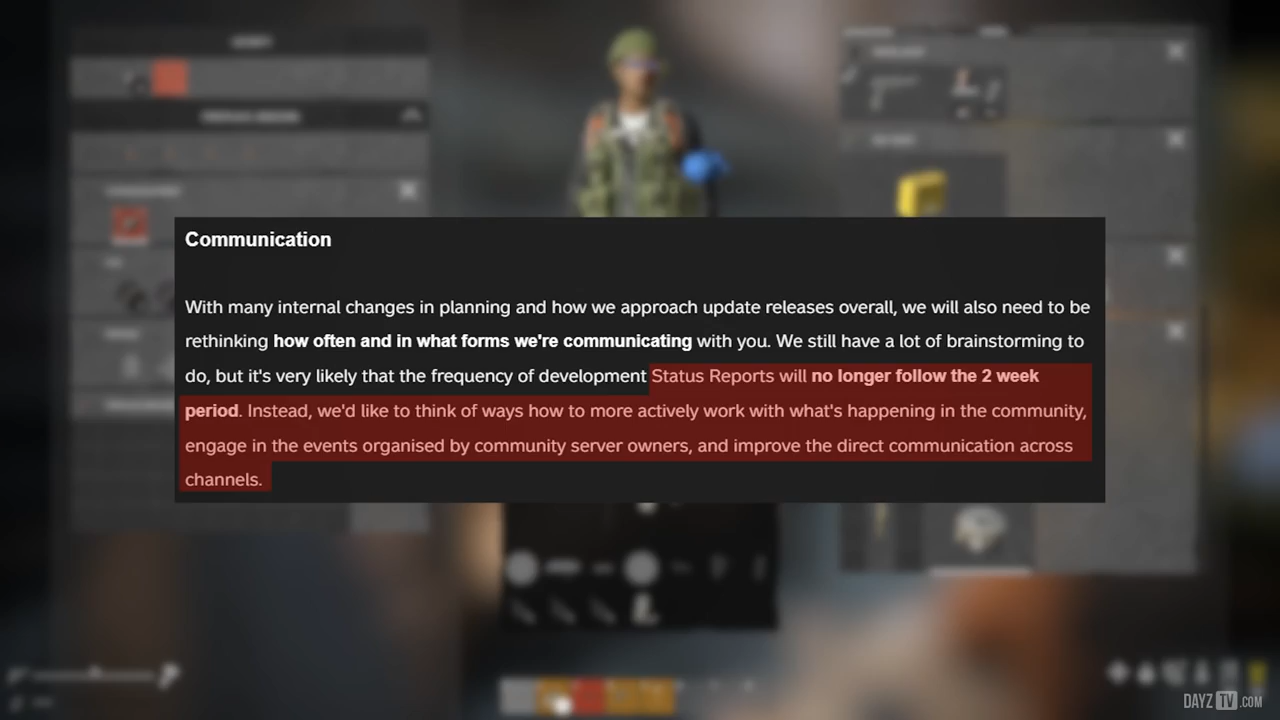 Communication
With many internal changes in planning and how we approach update releases overall, we will also need to be
rethinking how often and in what forms we're communicating with you. We still have a lot of brainstorming to
do, but it's very likely that the frequency of development Status Reports will no longer follow the 2 week
period. Instead, we'd like to think of ways how to more actively work with what's happening in the community,
engage in the events organised by community server owners, and improve the direct communication across
channels.
DAYZ TV .COM